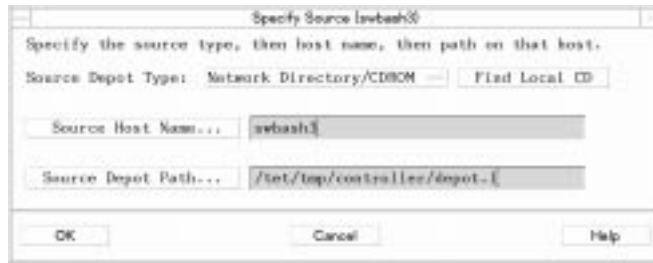 Specify Source (swbash3)
Specify the source type, then host name, then path on that host.
Source Depot Type: Network Directory/CDROM Find Local CD
Source Host Name... swbash3
Source Depot Path... /tet/tmp/controller/depot.1
OK Cancel Help